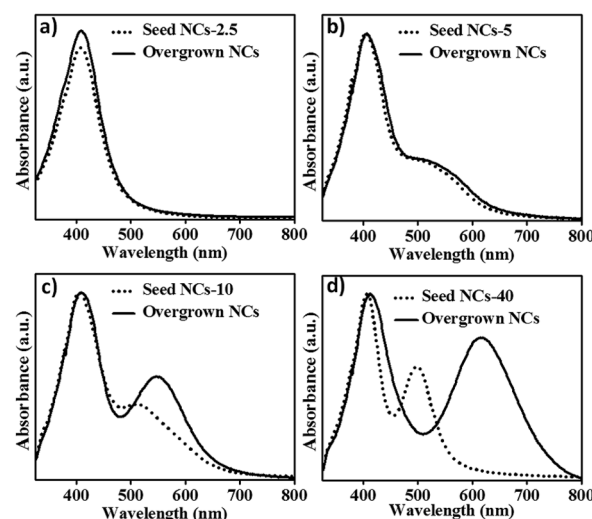 a)
Seed NCs-2.5
Overgrown NCs
Absorbance (a.u.)
400 500 600 700 800
Wavelength (nm)
b)
Seed NCs-5
Overgrown NCs
Absorbance (a.u.)
400 500 600 700 800
Wavelength (nm)
c)
Seed NCs-10
Overgrown NCs
Absorbance (a.u.)
400 500 600 700 800
Wavelength (nm)
d)
Seed NCs-40
Overgrown NCs
Absorbance (a.u.)
400 500 600 700 800
Wavelength (nm)